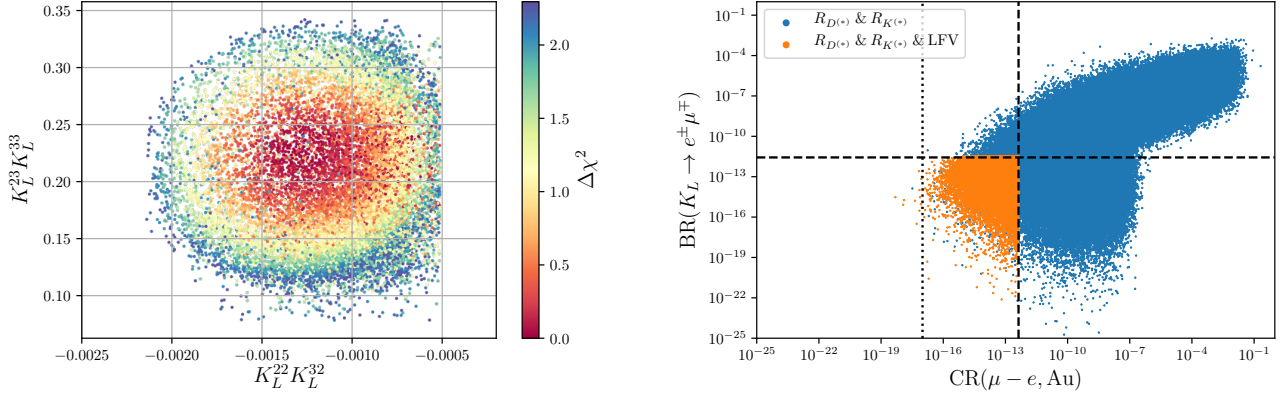 0.35
0.30
0.25
0.20
0.15
0.10
K_L^{23}K_L^{33}
−0.0025 −0.0020 −0.0015 −0.0010 −0.0005
K_L^{22}K_L^{32}
2.0
1.5
1.0
0.5
0.0
Δχ²
R_{D^{(*)}} & R_{K^{(*)}}
R_{D^{(*)}} & R_{K^{(*)}} & LFV
10^{-1}
10^{-4}
10^{-7}
10^{-10}
10^{-13}
10^{-16}
10^{-19}
10^{-22}
10^{-25}
BR(K_L → e^±μ^∓)
10^{-25} 10^{-22} 10^{-19} 10^{-16} 10^{-13} 10^{-10} 10^{-7} 10^{-4} 10^{-1}
CR(μ − e, Au)